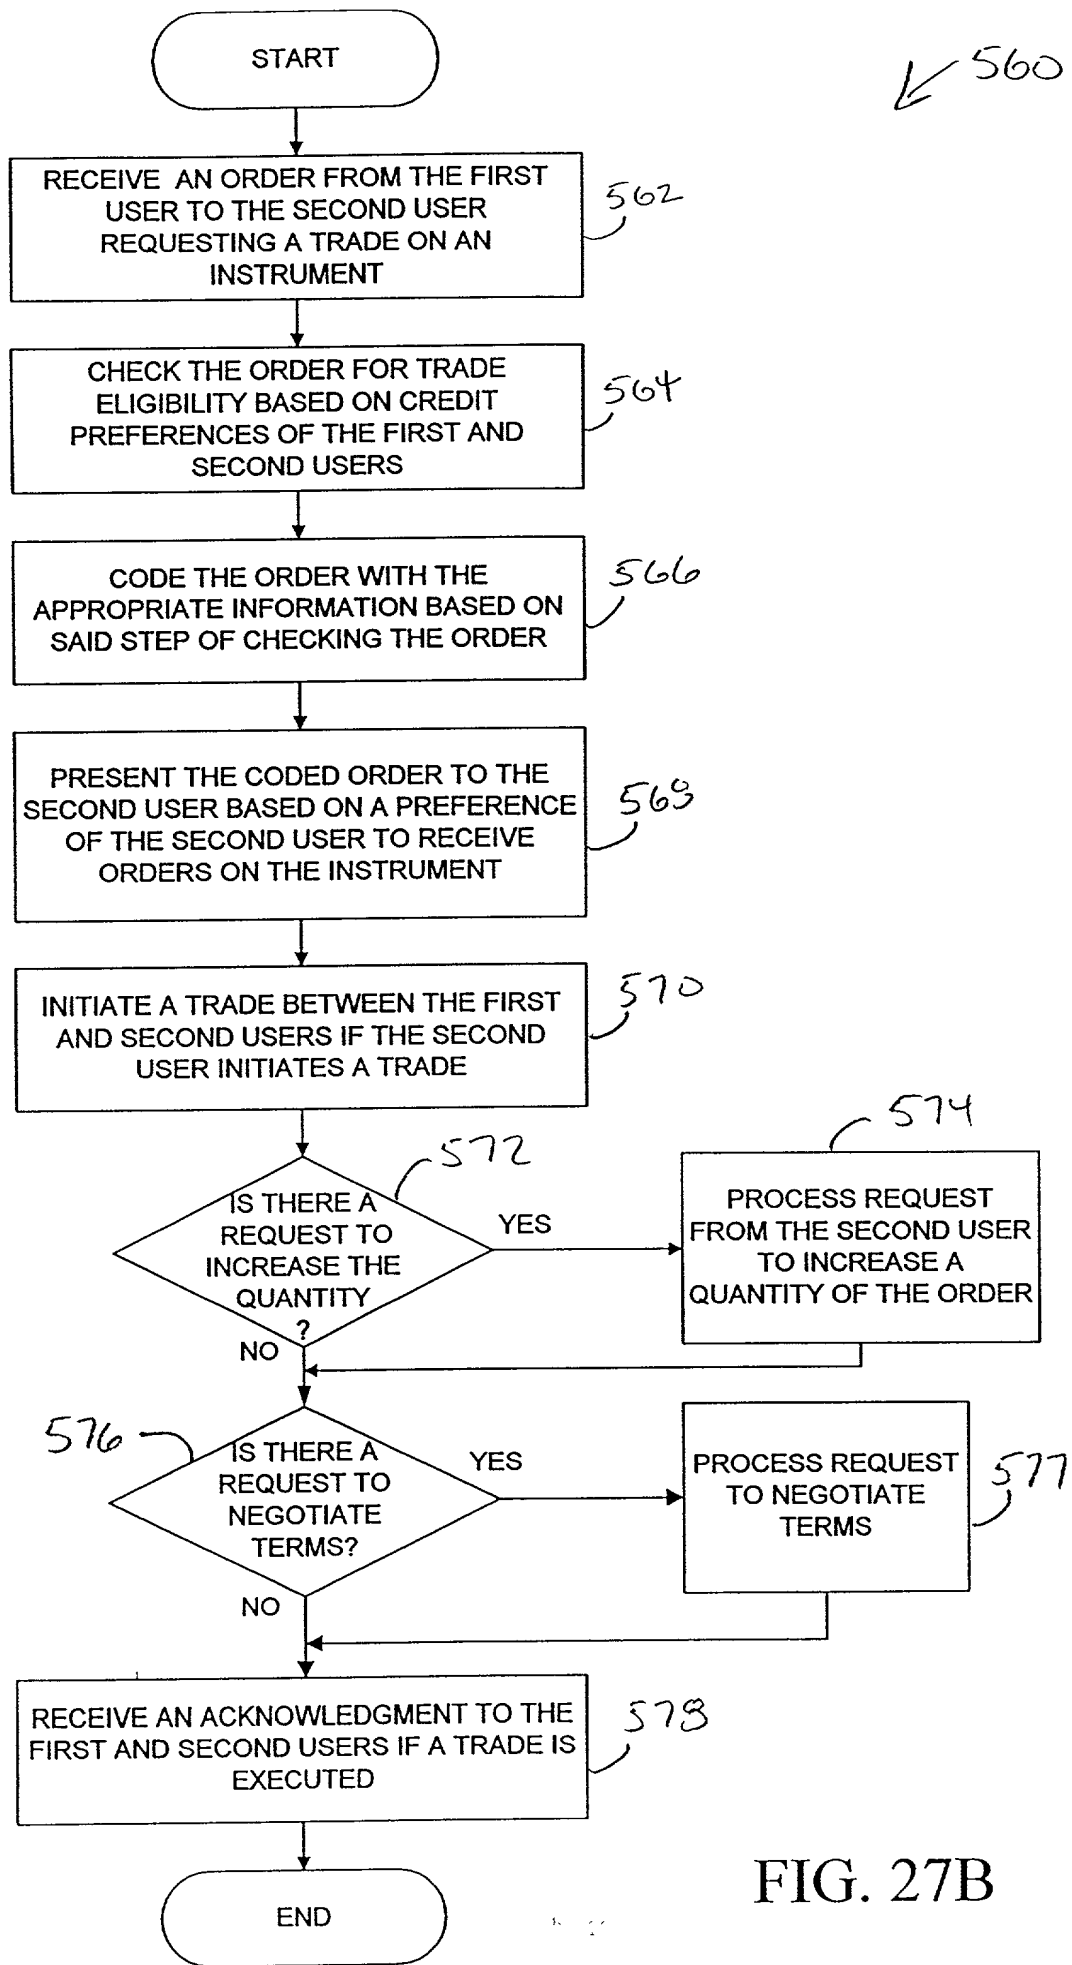 START
560
RECEIVE AN ORDER FROM THE FIRST
USER TO THE SECOND USER
REQUESTING A TRADE ON AN
INSTRUMENT
562
CHECK THE ORDER FOR TRADE
ELIGIBILITY BASED ON CREDIT
PREFERENCES OF THE FIRST AND
SECOND USERS
564
CODE THE ORDER WITH THE
APPROPRIATE INFORMATION BASED ON
SAID STEP OF CHECKING THE ORDER
566
PRESENT THE CODED ORDER TO THE
SECOND USER BASED ON A PREFERENCE
OF THE SECOND USER TO RECEIVE
ORDERS ON THE INSTRUMENT
568
INITIATE A TRADE BETWEEN THE FIRST
AND SECOND USERS IF THE SECOND
USER INITIATES A TRADE
570
572
IS THERE A
REQUEST TO
INCREASE THE
QUANTITY
?
YES
NO
574
PROCESS REQUEST
FROM THE SECOND USER
TO INCREASE A
QUANTITY OF THE ORDER
576
IS THERE A
REQUEST TO
NEGOTIATE
TERMS?
YES
NO
PROCESS REQUEST
TO NEGOTIATE
TERMS
577
RECEIVE AN ACKNOWLEDGMENT TO THE
FIRST AND SECOND USERS IF A TRADE IS
EXECUTED
578
END
FIG. 27B